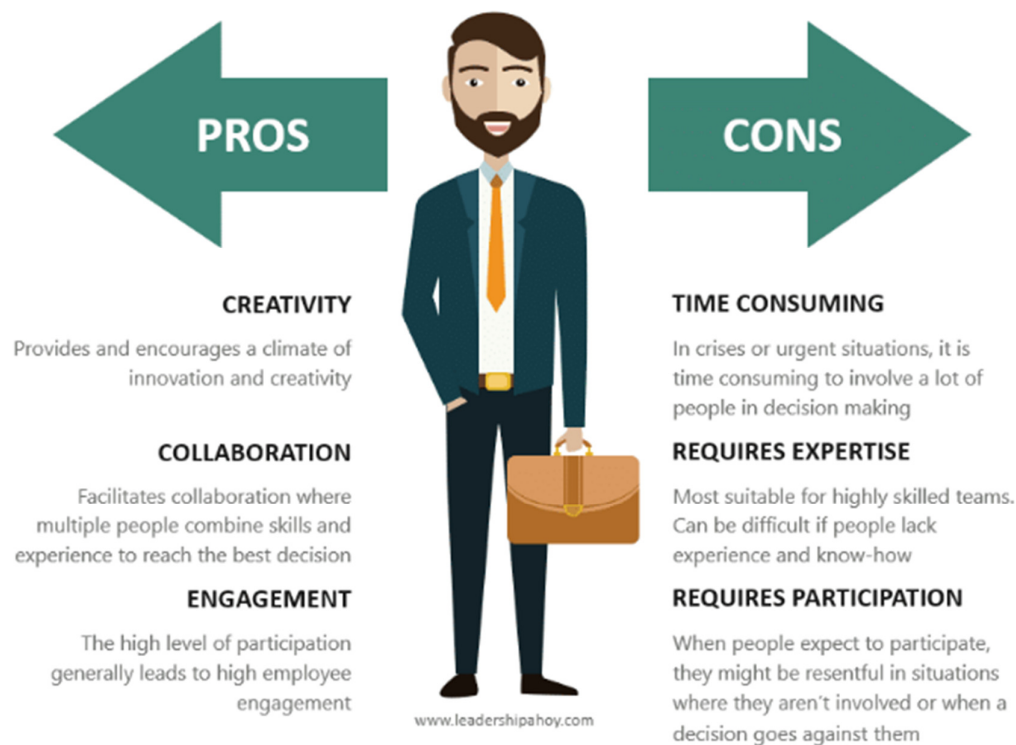 PROS
CREATIVITY
Provides and encourages a climate of
innovation and creativity
COLLABORATION
Facilitates collaboration where
multiple people combine skills and
experience to reach the best decision
ENGAGEMENT
The high level of participation
generally leads to high employee
engagement
CONS
TIME CONSUMING
In crises or urgent situations, it is
time consuming to involve a lot of
people in decision making
REQUIRES EXPERTISE
Most suitable for highly skilled teams.
Can be difficult if people lack
experience and know-how
REQUIRES PARTICIPATION
When people expect to participate,
they might be resentful in situations
where they aren't involved or when a
decision goes against them
www.leadershipahoy.com